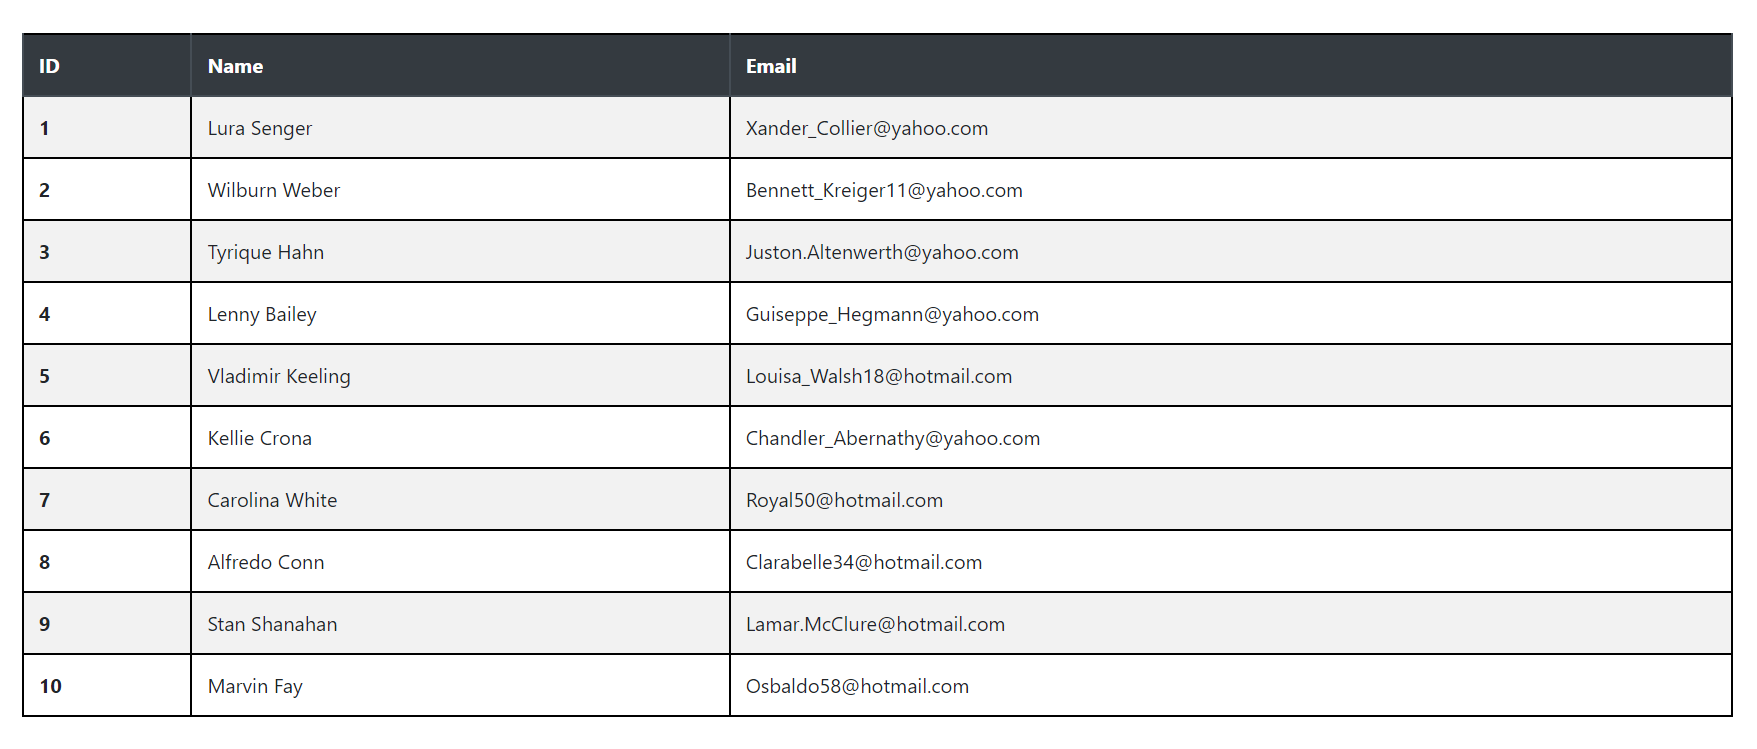 ID Name Email
1 Lura Senger Xander_Collier@yahoo.com
2 Wilburn Weber Bennett_Kreiger11@yahoo.com
3 Tyrique Hahn Juston.Altenwerth@yahoo.com
4 Lenny Bailey Guiseppe_Hegmann@yahoo.com
5 Vladimir Keeling Louisa_Walsh18@hotmail.com
6 Kellie Crona Chandler_Abernathy@yahoo.com
7 Carolina White Royal50@hotmail.com
8 Alfredo Conn Clarabelle34@hotmail.com
9 Stan Shanahan Lamar.McClure@hotmail.com
10 Marvin Fay Osbaldo58@hotmail.com